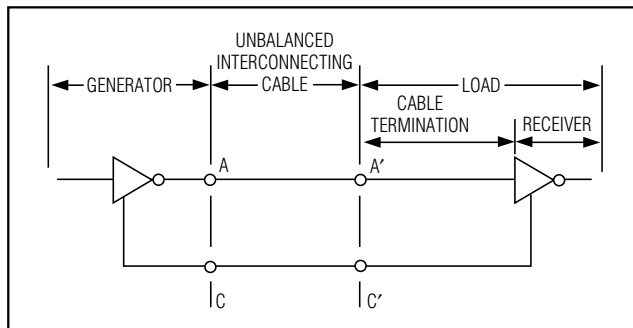 UNBALANCED
INTERCONNECTING
CABLE
GENERATOR
LOAD
CABLE
TERMINATION
RECEIVER
A
A′
C
C′